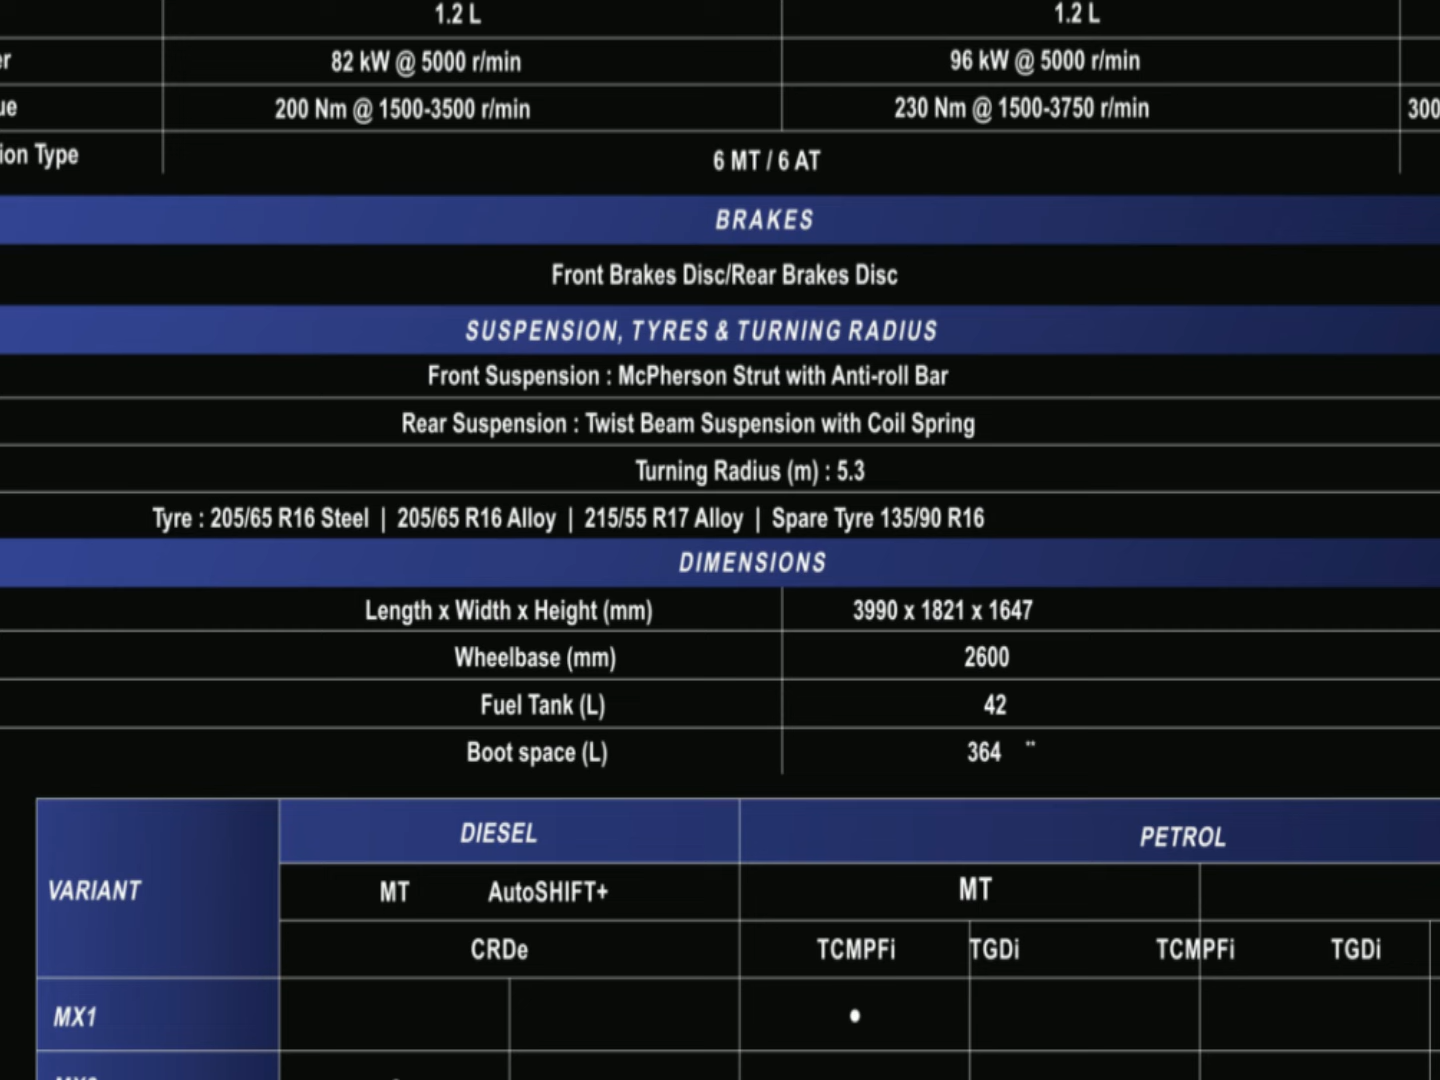 1.2 L 1.2 L
82 kW @ 5000 r/min 96 kW @ 5000 r/min
200 Nm @ 1500-3500 r/min 230 Nm @ 1500-3750 r/min 300
ion Type 6 MT / 6 AT
BRAKES
Front Brakes Disc/Rear Brakes Disc
SUSPENSION, TYRES & TURNING RADIUS
Front Suspension : McPherson Strut with Anti-roll Bar
Rear Suspension : Twist Beam Suspension with Coil Spring
Turning Radius (m) : 5.3
Tyre : 205/65 R16 Steel | 205/65 R16 Alloy | 215/55 R17 Alloy | Spare Tyre 135/90 R16
DIMENSIONS
Length x Width x Height (mm) 3990 x 1821 x 1647
Wheelbase (mm) 2600
Fuel Tank (L) 42
Boot space (L) 364
DIESEL PETROL
VARIANT MT AutoSHIFT+ MT
CRDe TCMPFi TGDi TCMPFi TGDi
MX1